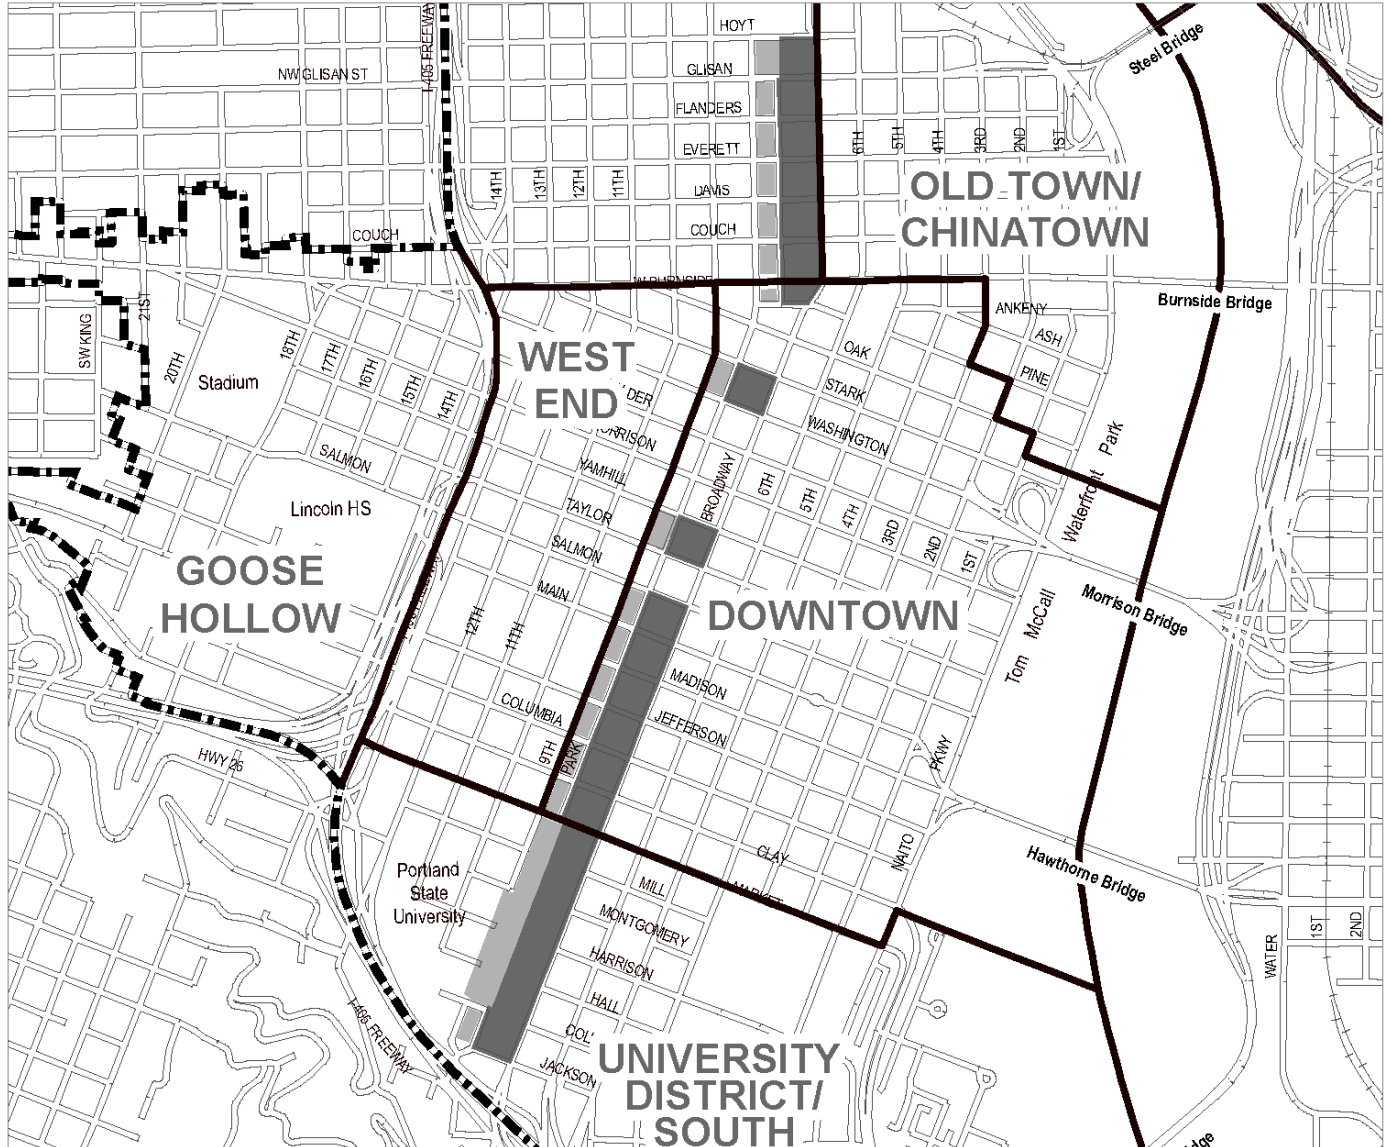 HOYT
I-405 FREEWAY
NW GLISAN ST
GLISAN
FLANDERS
EVERETT
DAVIS
COUCH
Steel Bridge
6TH
5TH
4TH
3RD
2ND
1ST
14TH
13TH
12TH
11TH
OLD TOWN/
CHINATOWN
COUCH
W BURNSIDE
Burnside Bridge
ANKENY
ASH
PINE
OAK
STARK
WASHINGTON
SW KING
21ST
20TH
18TH
17TH
16TH
15TH
14TH
Stadium
WEST
END
YAMHILL
TAYLOR
SALMON
MAIN
SALMON
Lincoln HS
GOOSE
HOLLOW
BROADWAY
6TH
5TH
4TH
3RD
2ND
1ST
Waterfront Park
Tom McCall
Morrison Bridge
DOWNTOWN
12TH
11TH
MADISON
JEFFERSON
COLUMBIA
9TH
PARK
PKWY
NAITO
HWY 26
Hawthorne Bridge
CLAY
MARKET
MILL
MONTGOMERY
HARRISON
HALL
JACKSON
Portland
State
University
I-405 FREEWAY
WATER
1ST
2ND
UNIVERSITY
DISTRICT/
SOUTH